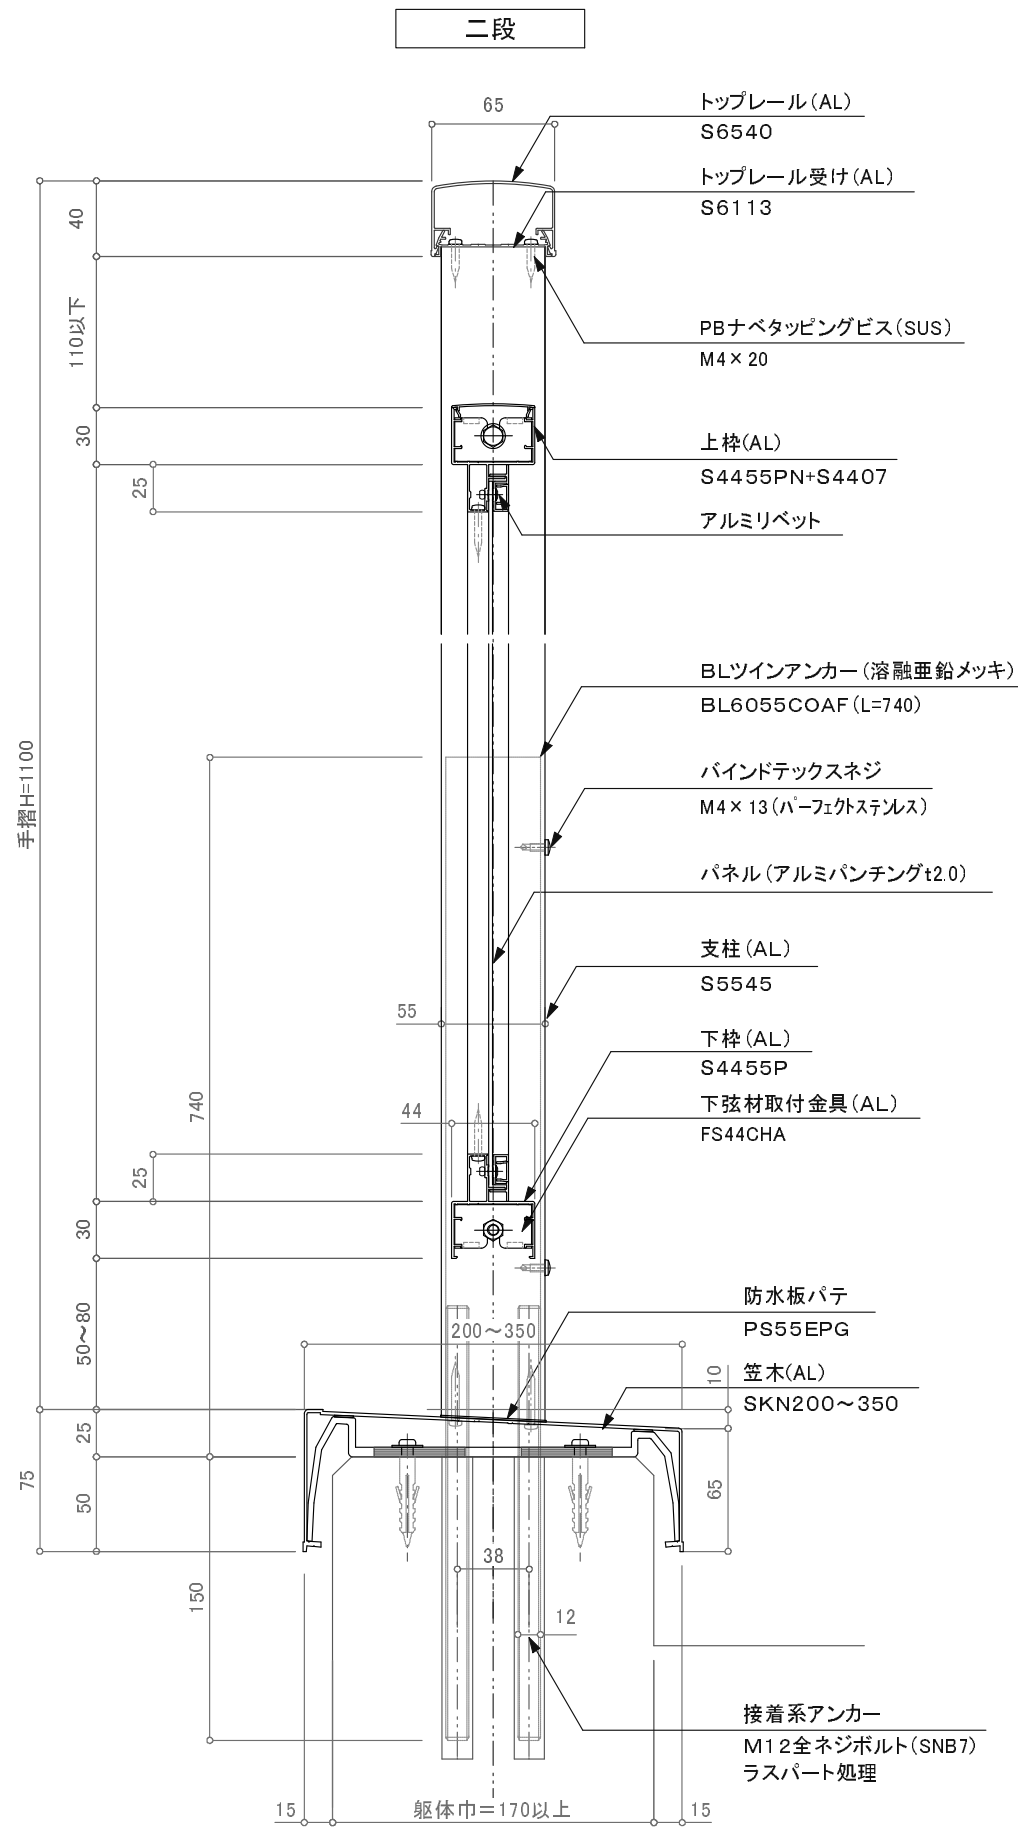 二段
65
トップレール(AL)
S6540
トップレール受け(AL)
S6113
40
110以下
PBナベタッピングビス(SUS)
M4×20
30
上枠(AL)
S4455PN+S4407
25
アルミリベット
BLツインアンカー(溶融亜鉛メッキ)
BL6055COAF(L=740)
手摺H=1100
バインドテックスネジ
M4×13(パーフェクトステンレス)
パネル(アルミパンチングt2.0)
支柱(AL)
S5545
55
下枠(AL)
S4455P
740
44
下弦材取付金具(AL)
FS44CHA
25
30
防水板パテ
PS55EPG
50〜80
200〜350
10
笠木(AL)
SKN200〜350
25
75
50
65
38
150
12
接着系アンカー
M12全ネジボルト(SNB7)
ラスパート処理
15
躯体巾=170以上
15